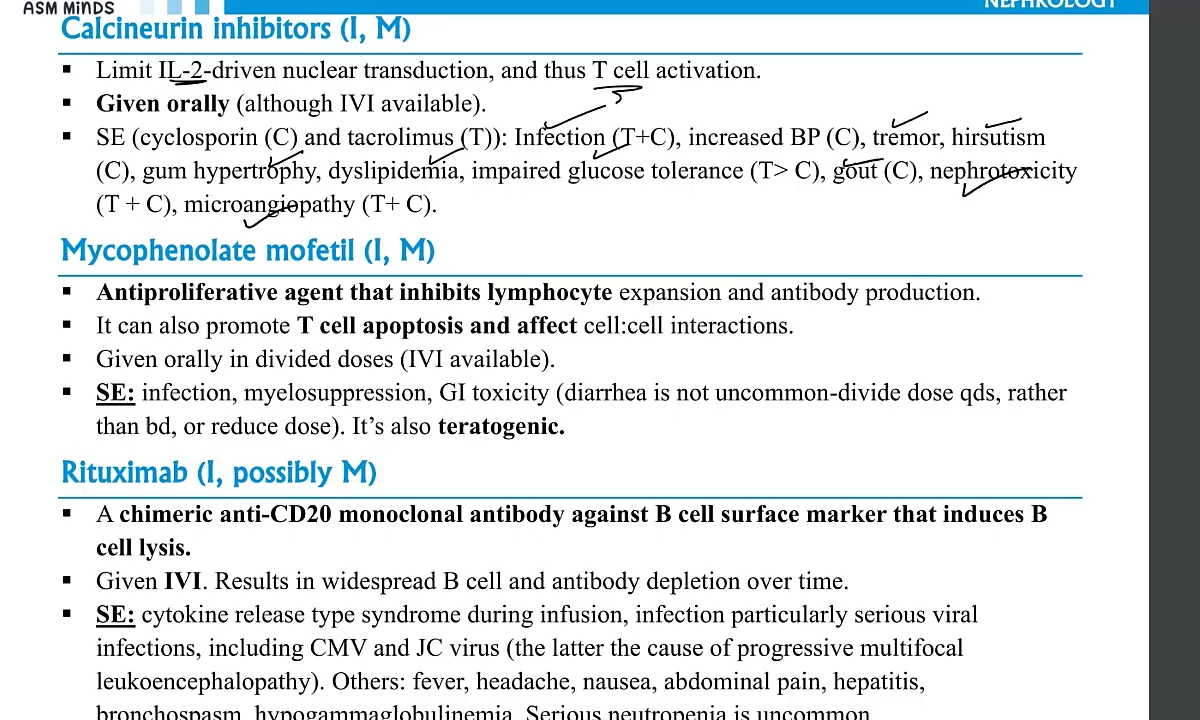 ASM MINDS
NEPHROLOGY
Calcineurin inhibitors (I, M)
▪ Limit IL-2-driven nuclear transduction, and thus T cell activation.
▪ Given orally (although IVI available).
▪ SE (cyclosporin (C) and tacrolimus (T)): Infection (T+C), increased BP (C), tremor, hirsutism
(C), gum hypertrophy, dyslipidemia, impaired glucose tolerance (T> C), gout (C), nephrotoxicity
(T + C), microangiopathy (T+ C).
Mycophenolate mofetil (I, M)
▪ Antiproliferative agent that inhibits lymphocyte expansion and antibody production.
▪ It can also promote T cell apoptosis and affect cell:cell interactions.
▪ Given orally in divided doses (IVI available).
▪ SE: infection, myelosuppression, GI toxicity (diarrhea is not uncommon-divide dose qds, rather
than bd, or reduce dose). It’s also teratogenic.
Rituximab (I, possibly M)
▪ A chimeric anti-CD20 monoclonal antibody against B cell surface marker that induces B
cell lysis.
▪ Given IVI. Results in widespread B cell and antibody depletion over time.
▪ SE: cytokine release type syndrome during infusion, infection particularly serious viral
infections, including CMV and JC virus (the latter the cause of progressive multifocal
leukoencephalopathy). Others: fever, headache, nausea, abdominal pain, hepatitis,
bronchospasm, hypogammaglobulinemia. Serious neutropenia is uncommon